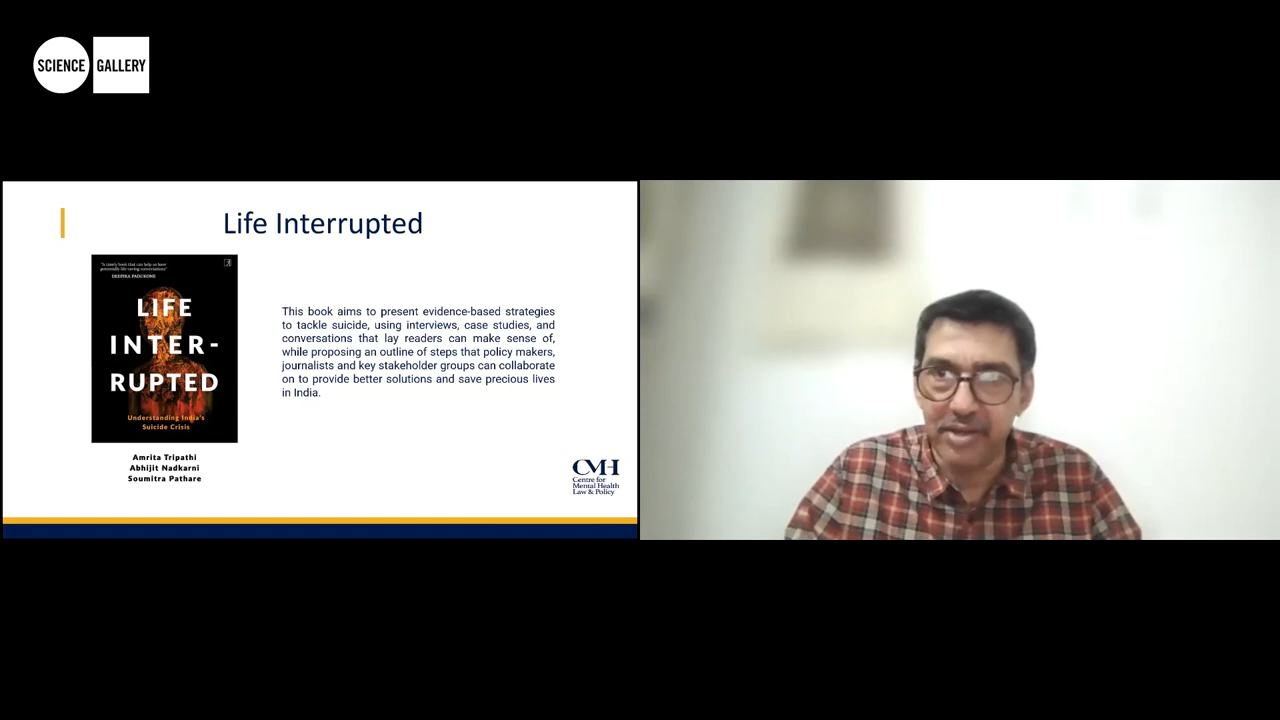 SCIENCE GALLERY
Life Interrupted
"A timely book that can help us have
potentially life-saving conversations"
DEEPIKA PADUKONE
LIFE
INTER-
RUPTED
Understanding India's
Suicide Crisis
Amrita Tripathi
Abhijit Nadkarni
Soumitra Pathare
This book aims to present evidence-based strategies
to tackle suicide, using interviews, case studies, and
conversations that lay readers can make sense of,
while proposing an outline of steps that policy makers,
journalists and key stakeholder groups can collaborate
on to provide better solutions and save precious lives
in India.
CMH
Centre for
Mental Health
Law & Policy